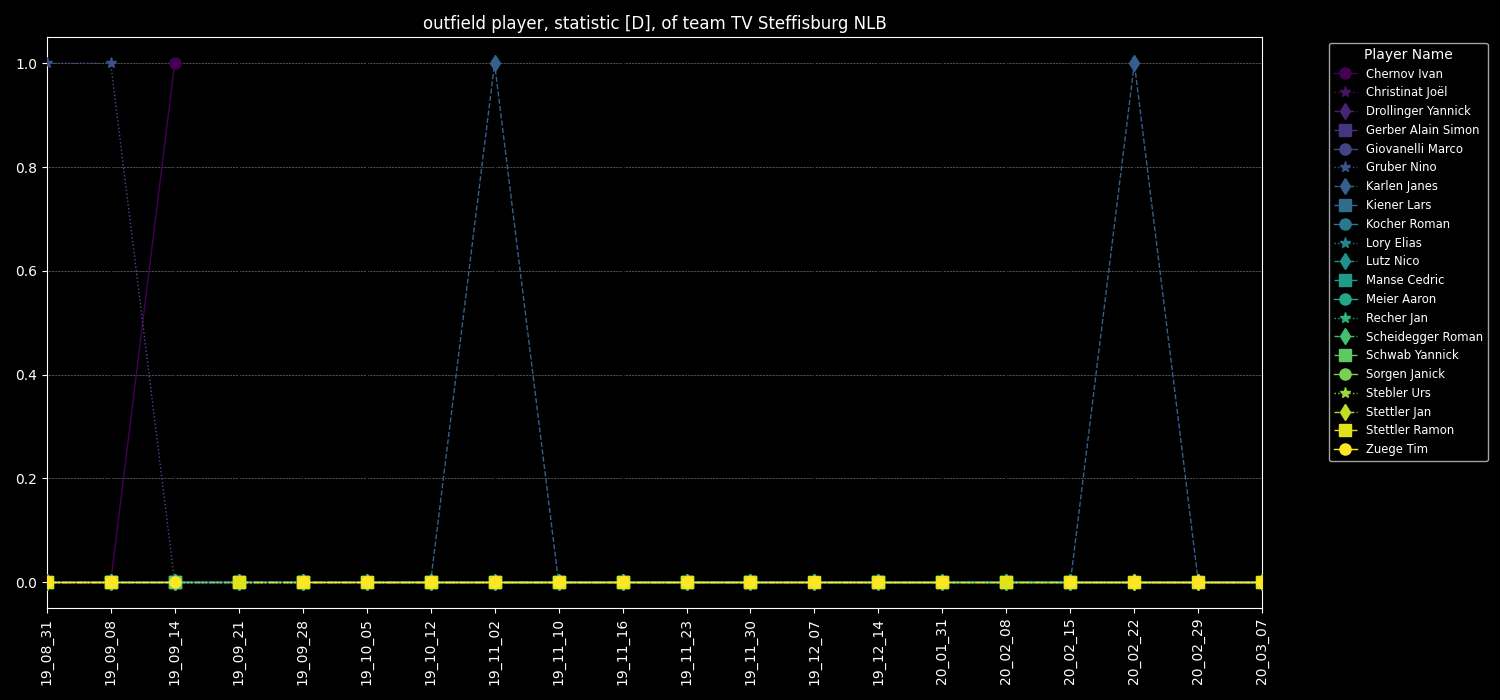 outfield player, statistic [D], of team TV Steffisburg NLB
1.0
0.8
0.6
0.4
0.2
0.0
19_08_31
19_09_08
19_09_14
19_09_21
19_09_28
19_10_05
19_10_12
19_11_02
19_11_10
19_11_16
19_11_23
19_11_30
19_12_07
19_12_14
20_01_31
20_02_08
20_02_15
20_02_22
20_02_29
20_03_07
Player Name
Chernov Ivan
Christinat Joël
Drollinger Yannick
Gerber Alain Simon
Giovanelli Marco
Gruber Nino
Karlen Janes
Kiener Lars
Kocher Roman
Lory Elias
Lutz Nico
Manse Cedric
Meier Aaron
Recher Jan
Scheidegger Roman
Schwab Yannick
Sorgen Janick
Stebler Urs
Stettler Jan
Stettler Ramon
Zuege Tim